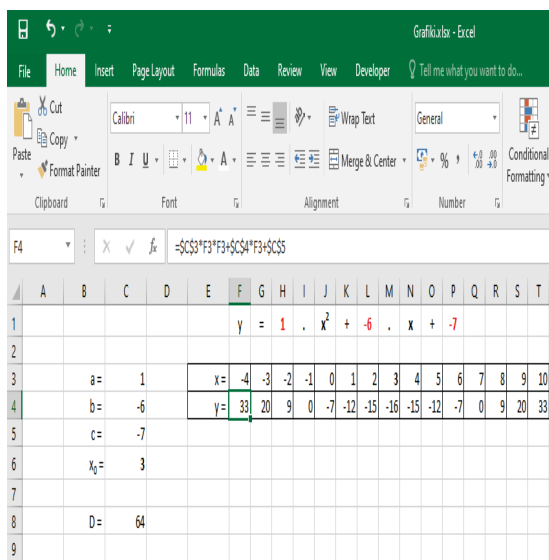 Grafiki.xlsx - Excel
File Home Insert Page Layout Formulas Data Review View Developer Tell me what you want to do...
Cut
Copy
Format Painter
Paste
Calibri 11 A A
B I U A
Wrap Text
Merge & Center
General
% , .0 .00 .00 .0
Conditional
Formatting
Clipboard Font Alignment Number
F4 fx =$C$3*F3*F3+$C$4*F3+$C$5
A B C D E F G H I J K L M N O P Q R S T
1 y = 1 . x² + -6 . x + -7
2
3 a = 1 x = -4 -3 -2 -1 0 1 2 3 4 5 6 7 8 9 10
4 b = -6 y = 33 20 9 0 -7 -12 -15 -16 -15 -12 -7 0 9 20 33
5 c = -7
6 x₀ = 3
7
8 D = 64
9